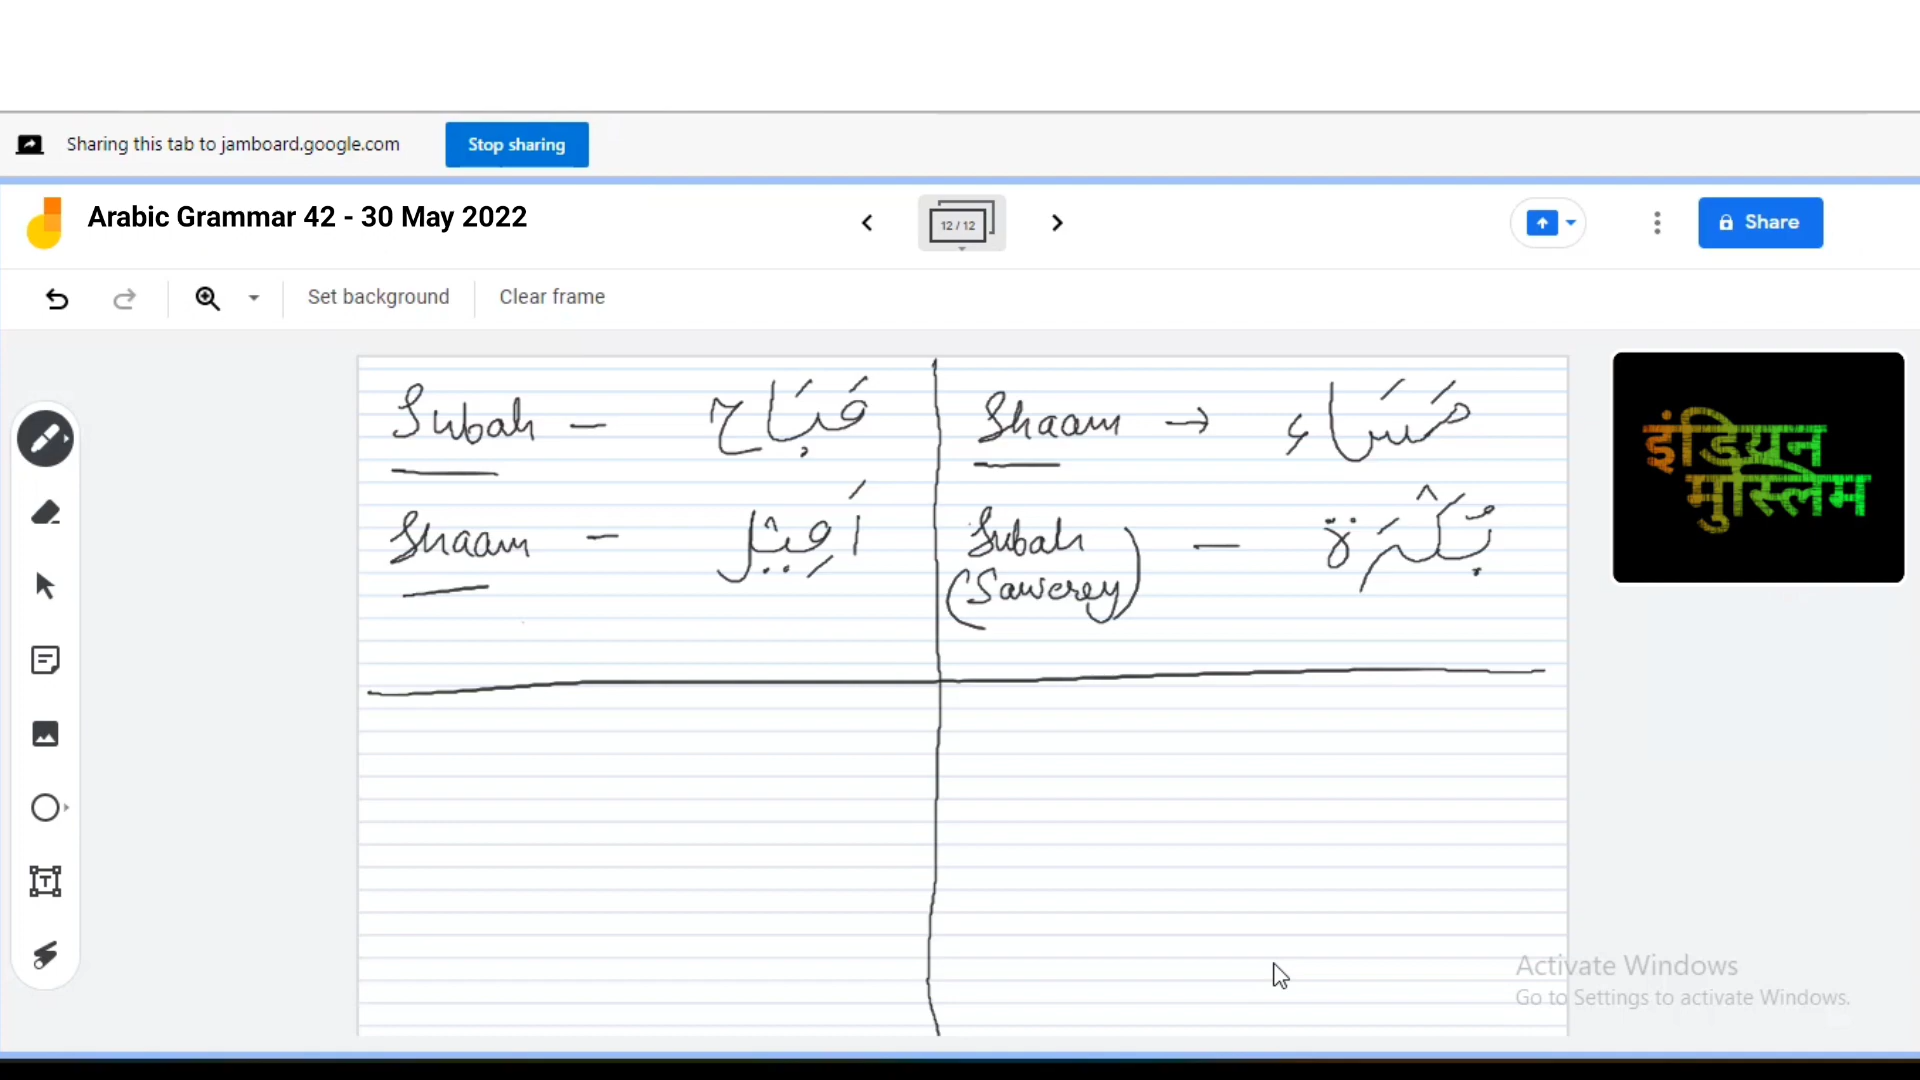 Sharing this tab to jamboard.google.com Stop sharing
Arabic Grammar 42 - 30 May 2022
12 / 12
Share
Set background Clear frame
Subah – صَبَاح
Shaam → مَسَاء
Shaam – أَصِيْل
Subah (Sawerey) – بُكْرَة
इंडियन
मुस्लिम
Activate Windows
Go to Settings to activate Windows.